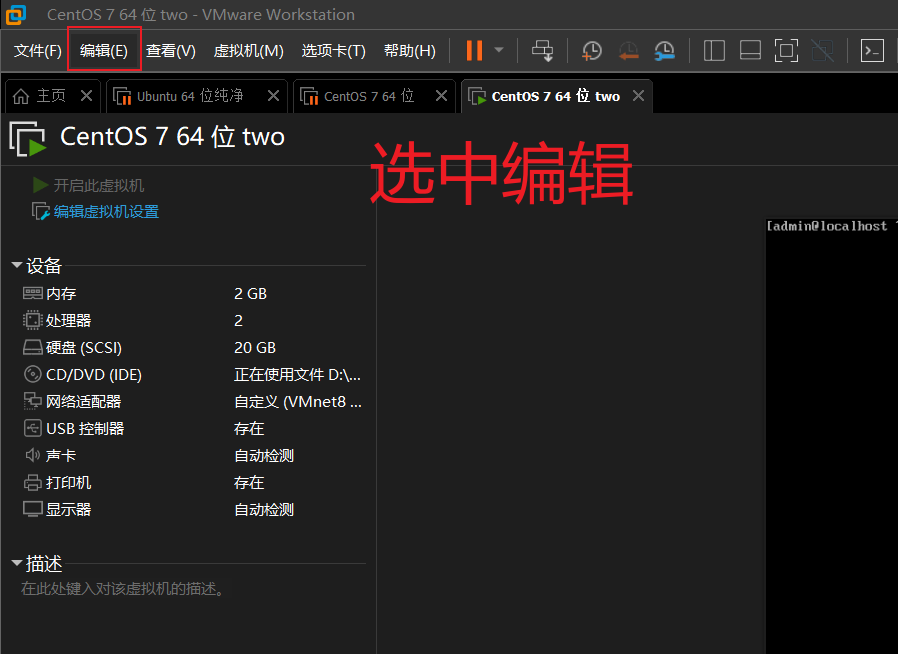 CentOS 7 64 位 two - VMware Workstation
文件(F) 编辑(E) 查看(V) 虚拟机(M) 选项卡(T) 帮助(H)
主页 Ubuntu 64 位纯净 CentOS 7 64 位 CentOS 7 64 位 two
CentOS 7 64 位 two
选中编辑
开启此虚拟机
编辑虚拟机设置
[admin@localhost
设备
内存 2 GB
处理器 2
硬盘 (SCSI) 20 GB
CD/DVD (IDE) 正在使用文件 D:\...
网络适配器 自定义 (VMnet8 ...
USB 控制器 存在
声卡 自动检测
打印机 存在
显示器 自动检测
描述
在此处键入对该虚拟机的描述。